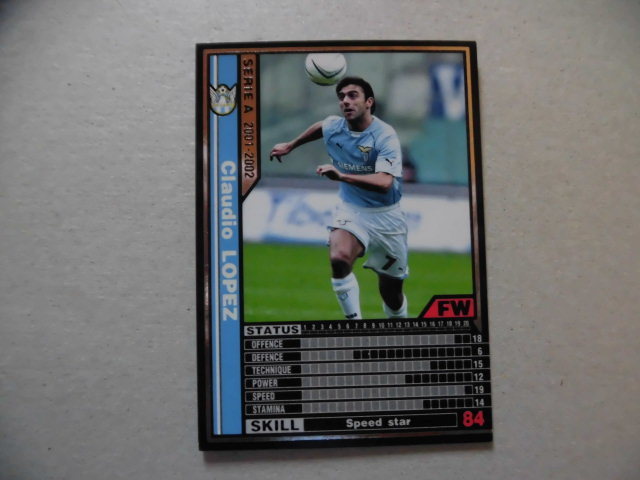 SERIE A 2001-2002
Claudio LOPEZ
SIEMENS
7
FW
STATUS 1 2 3 4 5 6 7 8 9 10 11 12 13 14 15 16 17 18 19 20
OFFENCE 18
DEFENCE 6
TECHNIQUE 15
POWER 12
SPEED 19
STAMINA 14
SKILL Speed star 84